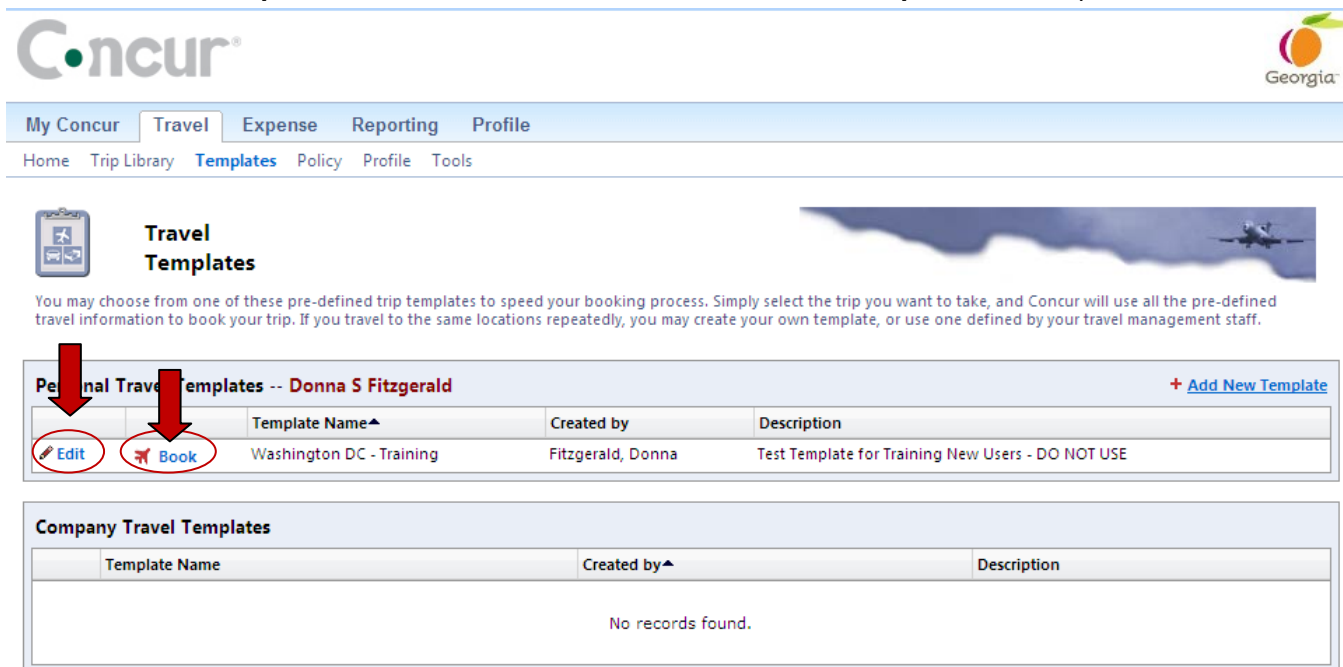 Concur®
Georgia™
My Concur Travel Expense Reporting Profile
Home Trip Library Templates Policy Profile Tools
Travel
Templates
You may choose from one of these pre-defined trip templates to speed your booking process. Simply select the trip you want to take, and Concur will use all the pre-defined
travel information to book your trip. If you travel to the same locations repeatedly, you may create your own template, or use one defined by your travel management staff.
Personal Travel Templates -- Donna S Fitzgerald + Add New Template
Template Name Created by Description
Edit Book Washington DC - Training Fitzgerald, Donna Test Template for Training New Users - DO NOT USE
Company Travel Templates
Template Name Created by Description
No records found.